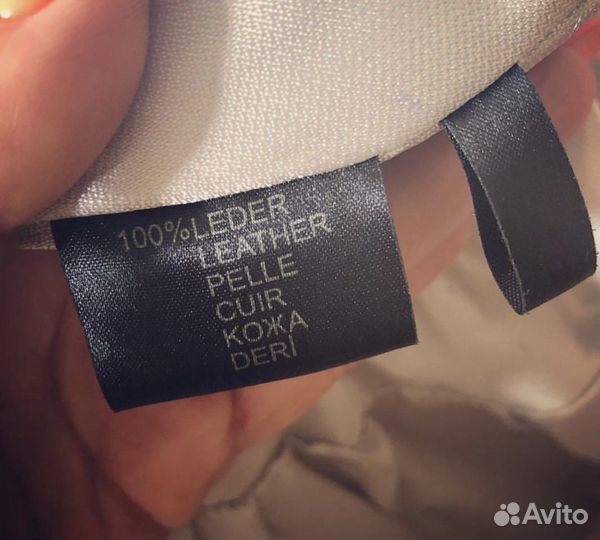 100%LEDER
LEATHER
PELLE
CUIR
КОЖА
DERİ
Avito